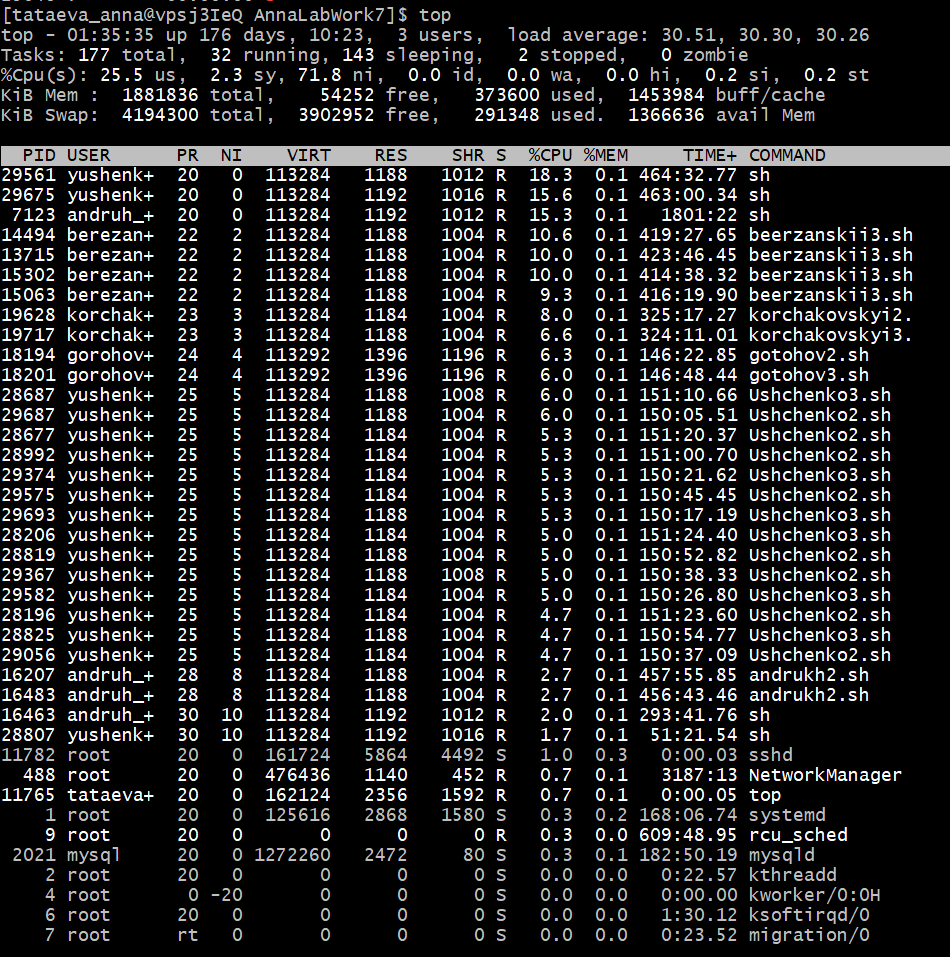 [tataeva_anna@vpsj3IeQ AnnaLabWork7]$ top
top - 01:35:35 up 176 days, 10:23,  3 users,  load average: 30.51, 30.30, 30.26
Tasks: 177 total,  32 running, 143 sleeping,   2 stopped,   0 zombie
%Cpu(s): 25.5 us,  2.3 sy, 71.8 ni,  0.0 id,  0.0 wa,  0.0 hi,  0.2 si,  0.2 st
KiB Mem :  1881836 total,    54252 free,   373600 used,  1453984 buff/cache
KiB Swap:  4194300 total,  3902952 free,   291348 used.  1366636 avail Mem
  PID USER      PR  NI    VIRT    RES    SHR S  %CPU %MEM     TIME+ COMMAND
29561 yushenk+  20   0  113284   1188   1012 R  18.3  0.1 464:32.77 sh
29675 yushenk+  20   0  113284   1192   1016 R  15.6  0.1 463:00.34 sh
 7123 andruh_+  20   0  113284   1192   1012 R  15.3  0.1   1801:22 sh
14494 berezan+  22   2  113284   1188   1004 R  10.6  0.1 419:27.65 beerzanskii3.sh
13715 berezan+  22   2  113284   1188   1004 R  10.0  0.1 423:46.45 beerzanskii3.sh
15302 berezan+  22   2  113284   1188   1004 R  10.0  0.1 414:38.32 beerzanskii3.sh
15063 berezan+  22   2  113284   1188   1004 R   9.3  0.1 416:19.90 beerzanskii3.sh
19628 korchak+  23   3  113284   1184   1004 R   8.0  0.1 325:17.27 korchakovskyi2.
19717 korchak+  23   3  113284   1188   1004 R   6.6  0.1 324:11.01 korchakovskyi3.
18194 gorohov+  24   4  113292   1396   1196 R   6.3  0.1 146:22.85 gotohov2.sh
18201 gorohov+  24   4  113292   1396   1196 R   6.0  0.1 146:48.44 gotohov3.sh
28687 yushenk+  25   5  113284   1188   1008 R   6.0  0.1 151:10.66 Ushchenko3.sh
29687 yushenk+  25   5  113284   1188   1004 R   6.0  0.1 150:05.51 Ushchenko2.sh
28677 yushenk+  25   5  113284   1184   1004 R   5.3  0.1 151:20.37 Ushchenko2.sh
28992 yushenk+  25   5  113284   1184   1004 R   5.3  0.1 151:00.70 Ushchenko2.sh
29374 yushenk+  25   5  113284   1184   1004 R   5.3  0.1 150:21.62 Ushchenko3.sh
29575 yushenk+  25   5  113284   1184   1004 R   5.3  0.1 150:45.45 Ushchenko2.sh
29693 yushenk+  25   5  113284   1188   1004 R   5.3  0.1 150:17.19 Ushchenko3.sh
28206 yushenk+  25   5  113284   1184   1004 R   5.0  0.1 151:24.40 Ushchenko3.sh
28819 yushenk+  25   5  113284   1188   1004 R   5.0  0.1 150:52.82 Ushchenko2.sh
29367 yushenk+  25   5  113284   1188   1008 R   5.0  0.1 150:38.33 Ushchenko2.sh
29582 yushenk+  25   5  113284   1184   1004 R   5.0  0.1 150:26.80 Ushchenko3.sh
28196 yushenk+  25   5  113284   1184   1004 R   4.7  0.1 151:23.60 Ushchenko2.sh
28825 yushenk+  25   5  113284   1188   1004 R   4.7  0.1 150:54.77 Ushchenko3.sh
29056 yushenk+  25   5  113284   1184   1004 R   4.7  0.1 150:37.09 Ushchenko2.sh
16207 andruh_+  28   8  113284   1188   1004 R   2.7  0.1 457:55.85 andrukh2.sh
16483 andruh_+  28   8  113284   1188   1004 R   2.7  0.1 456:43.46 andrukh2.sh
16463 andruh_+  30  10  113284   1192   1012 R   2.0  0.1 293:41.76 sh
28807 yushenk+  30  10  113284   1192   1016 R   1.7  0.1  51:21.54 sh
11782 root      20   0  161724   5864   4492 S   1.0  0.3   0:00.03 sshd
  488 root      20   0  476436   1140    452 R   0.7  0.1   3187:13 NetworkManager
11765 tataeva+  20   0  162124   2356   1592 R   0.7  0.1   0:00.05 top
    1 root      20   0  125616   2868   1580 S   0.3  0.2 168:06.74 systemd
    9 root      20   0       0      0      0 R   0.3  0.0 609:48.95 rcu_sched
 2021 mysql     20   0 1272260   2472     80 S   0.3  0.1 182:50.19 mysqld
    2 root      20   0       0      0      0 S   0.0  0.0   0:22.57 kthreadd
    4 root       0 -20       0      0      0 S   0.0  0.0   0:00.00 kworker/0:0H
    6 root      20   0       0      0      0 S   0.0  0.0   1:30.12 ksoftirqd/0
    7 root      rt   0       0      0      0 S   0.0  0.0   0:23.52 migration/0